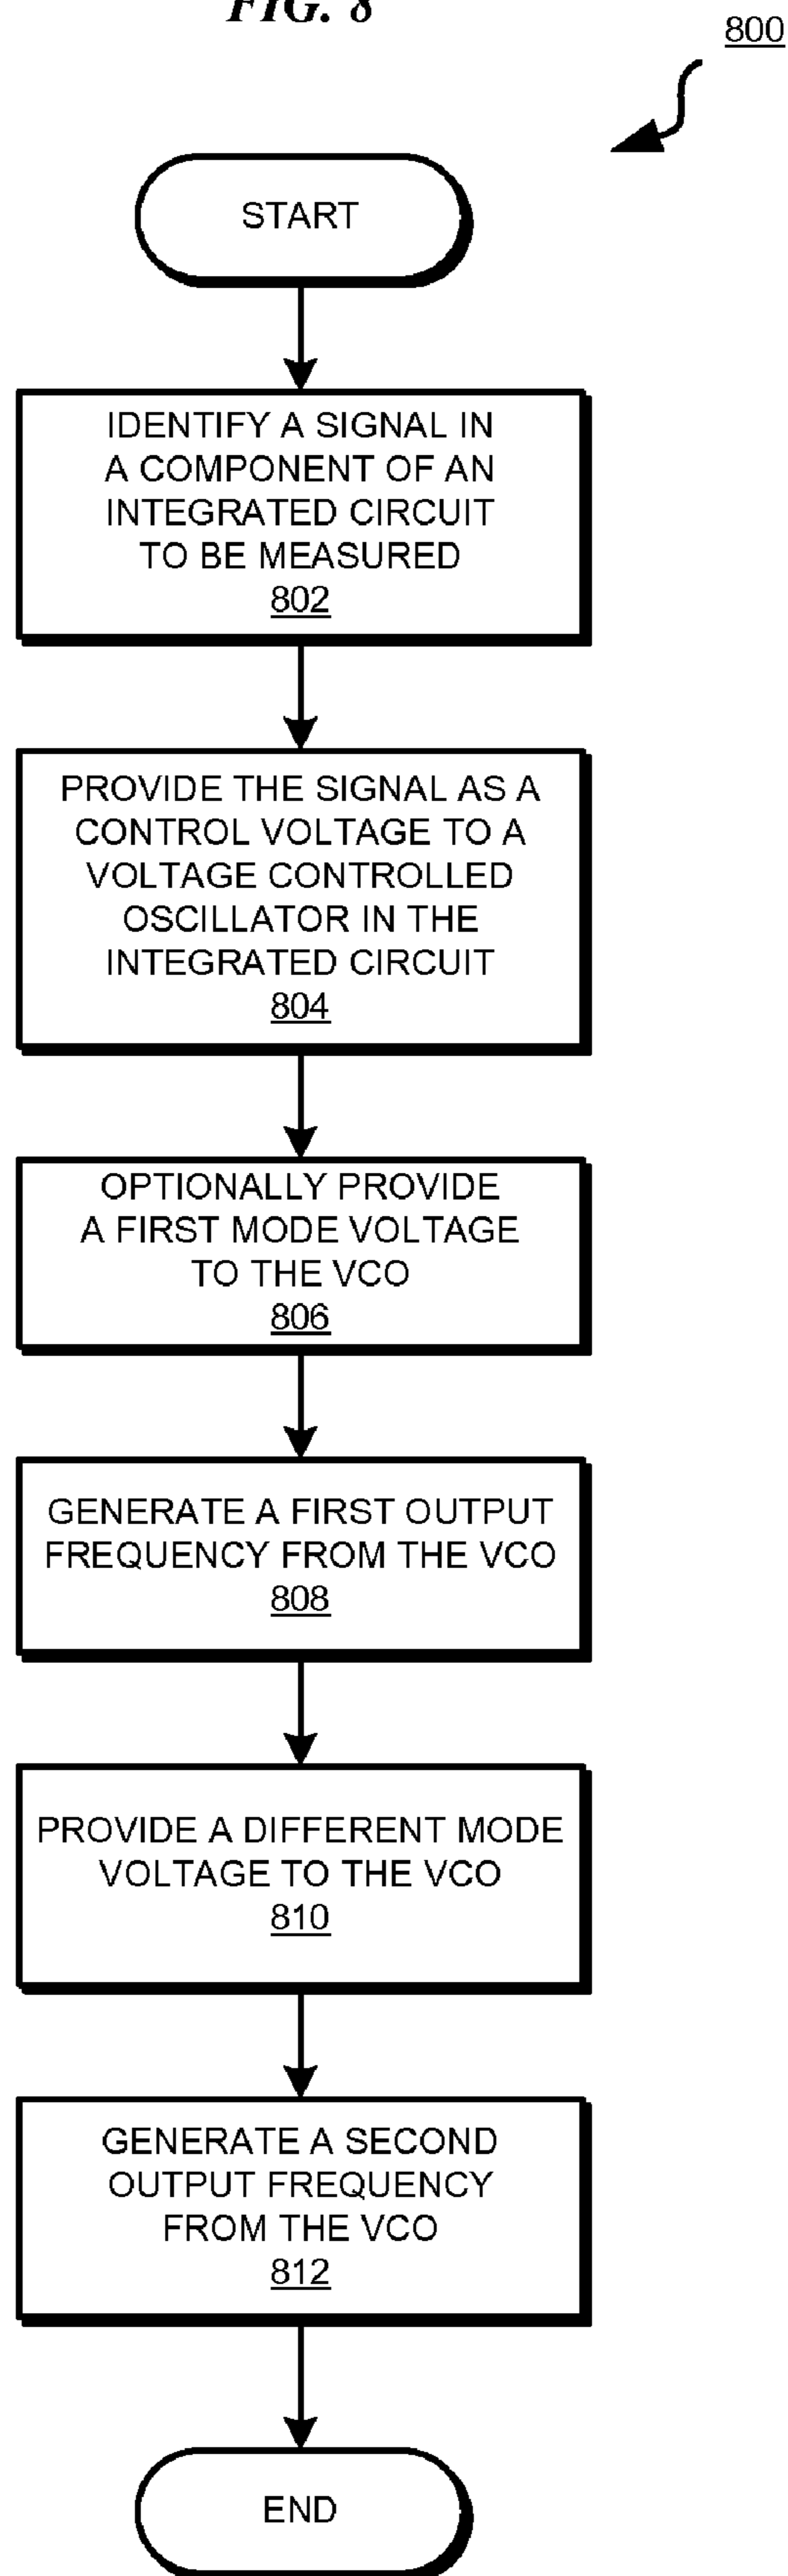 FIG. 8
800
START
IDENTIFY A SIGNAL IN
A COMPONENT OF AN
INTEGRATED CIRCUIT
TO BE MEASURED
802
PROVIDE THE SIGNAL AS A
CONTROL VOLTAGE TO A
VOLTAGE CONTROLLED
OSCILLATOR IN THE
INTEGRATED CIRCUIT
804
OPTIONALLY PROVIDE
A FIRST MODE VOLTAGE
TO THE VCO
806
GENERATE A FIRST OUTPUT
FREQUENCY FROM THE VCO
808
PROVIDE A DIFFERENT MODE
VOLTAGE TO THE VCO
810
GENERATE A SECOND
OUTPUT FREQUENCY
FROM THE VCO
812
END